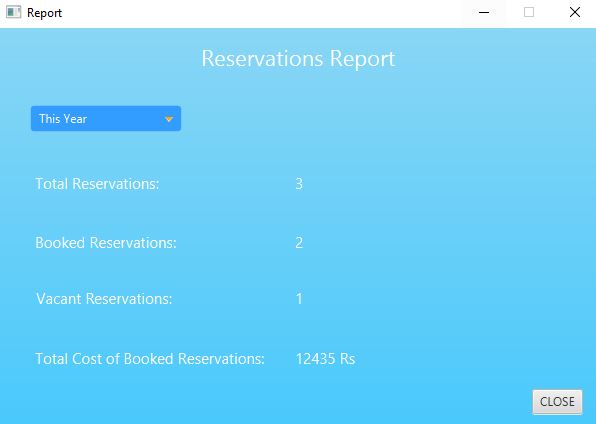 Report
Reservations Report
This Year
Total Reservations: 3
Booked Reservations: 2
Vacant Reservations: 1
Total Cost of Booked Reservations: 12435 Rs
CLOSE